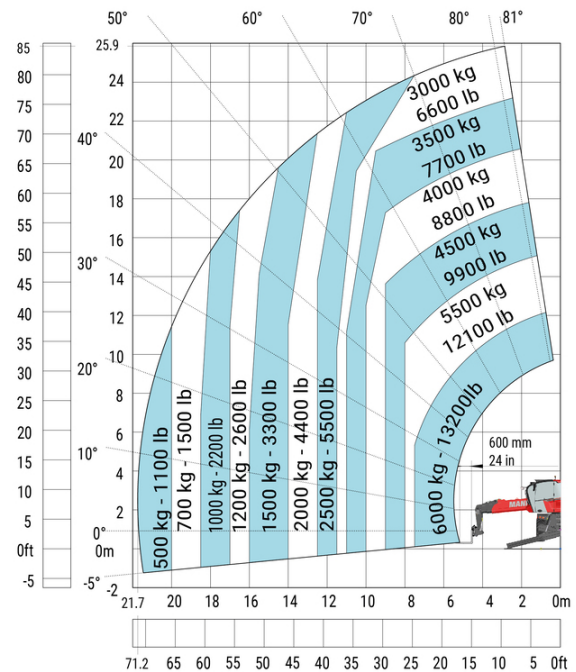 50° 60° 70° 80° 81°
85 25.9
80 24
75 22
70
65 20
60 18
55 16
50
45 14
40 12
35 10
30
25 8
20 6
15 4
10 2
5 0°
0ft 0m
-5 -5° -2
40°
30°
20°
10°
3000 kg
6600 lb
3500 kg
7700 lb
4000 kg
8800 lb
4500 kg
9900 lb
5500 kg
12100 lb
6000 kg - 13200lb
500 kg - 1100 lb
700 kg - 1500 lb
1000 kg - 2200 lb
1200 kg - 2600 lb
1500 kg - 3300 lb
2000 kg - 4400 lb
2500 kg - 5500 lb
600 mm
24 in
21.7 20 18 16 14 12 10 8 6 4 2 0m
71.2 65 60 55 50 45 40 35 30 25 20 15 10 5 0ft